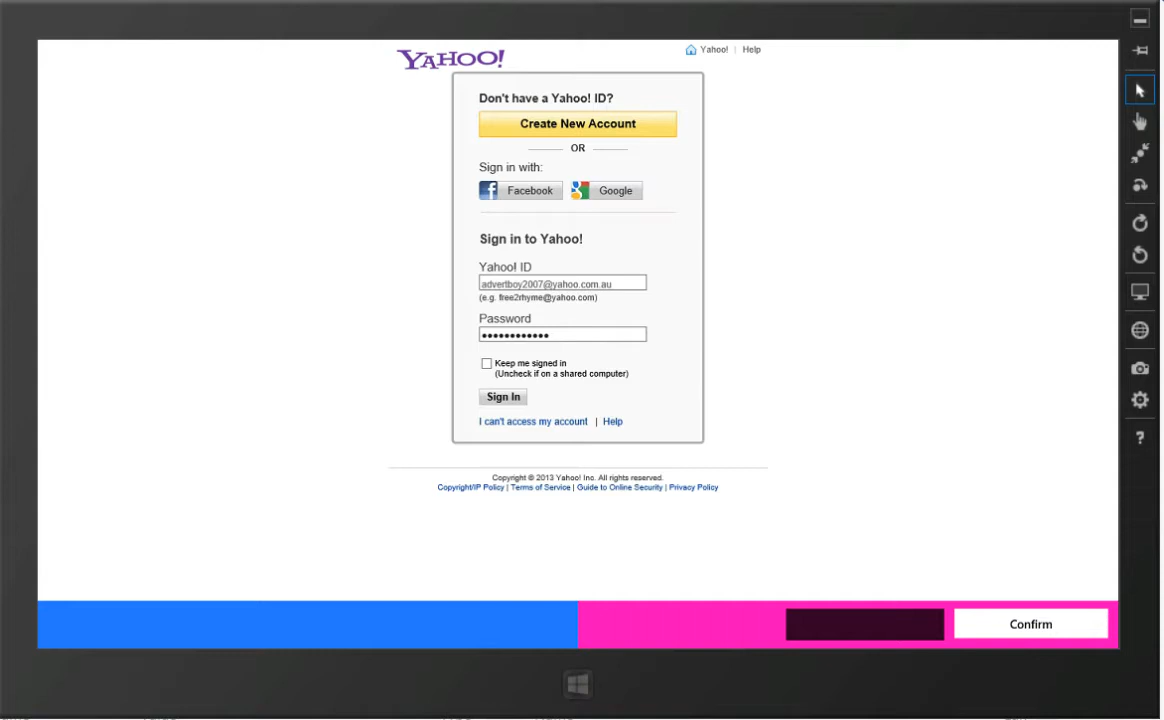 YAHOO!
Yahoo! | Help
Don't have a Yahoo! ID?
Create New Account
OR
Sign in with:
Facebook
Google
Sign in to Yahoo!
Yahoo! ID
advertboy2007@yahoo.com.au
(e.g. free2rhyme@yahoo.com)
Password
••••••••••••
Keep me signed in
(Uncheck if on a shared computer)
Sign In
I can't access my account | Help
Copyright © 2013 Yahoo! Inc. All rights reserved.
Copyright/IP Policy | Terms of Service | Guide to Online Security | Privacy Policy
Confirm
?